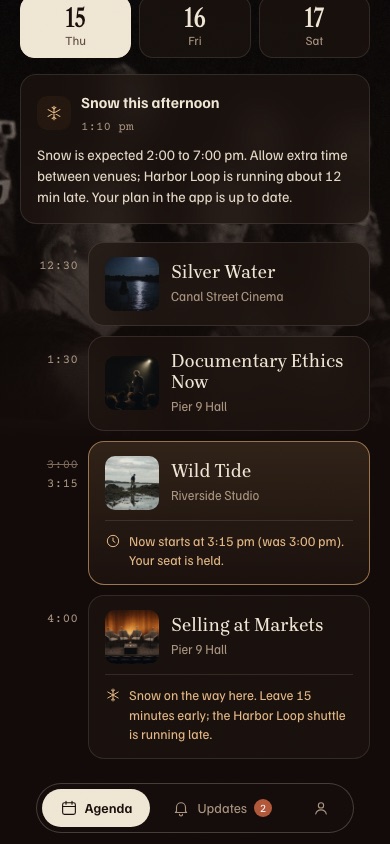 15
Thu
16
Fri
17
Sat
Snow this afternoon
1:10 pm
Snow is expected 2:00 to 7:00 pm. Allow extra time
between venues; Harbor Loop is running about 12
min late. Your plan in the app is up to date.
12:30
Silver Water
Canal Street Cinema
1:30
Documentary Ethics
Now
Pier 9 Hall
3:00
3:15
Wild Tide
Riverside Studio
Now starts at 3:15 pm (was 3:00 pm).
Your seat is held.
4:00
Selling at Markets
Pier 9 Hall
Snow on the way here. Leave 15
minutes early; the Harbor Loop shuttle
is running late.
Agenda
Updates
2